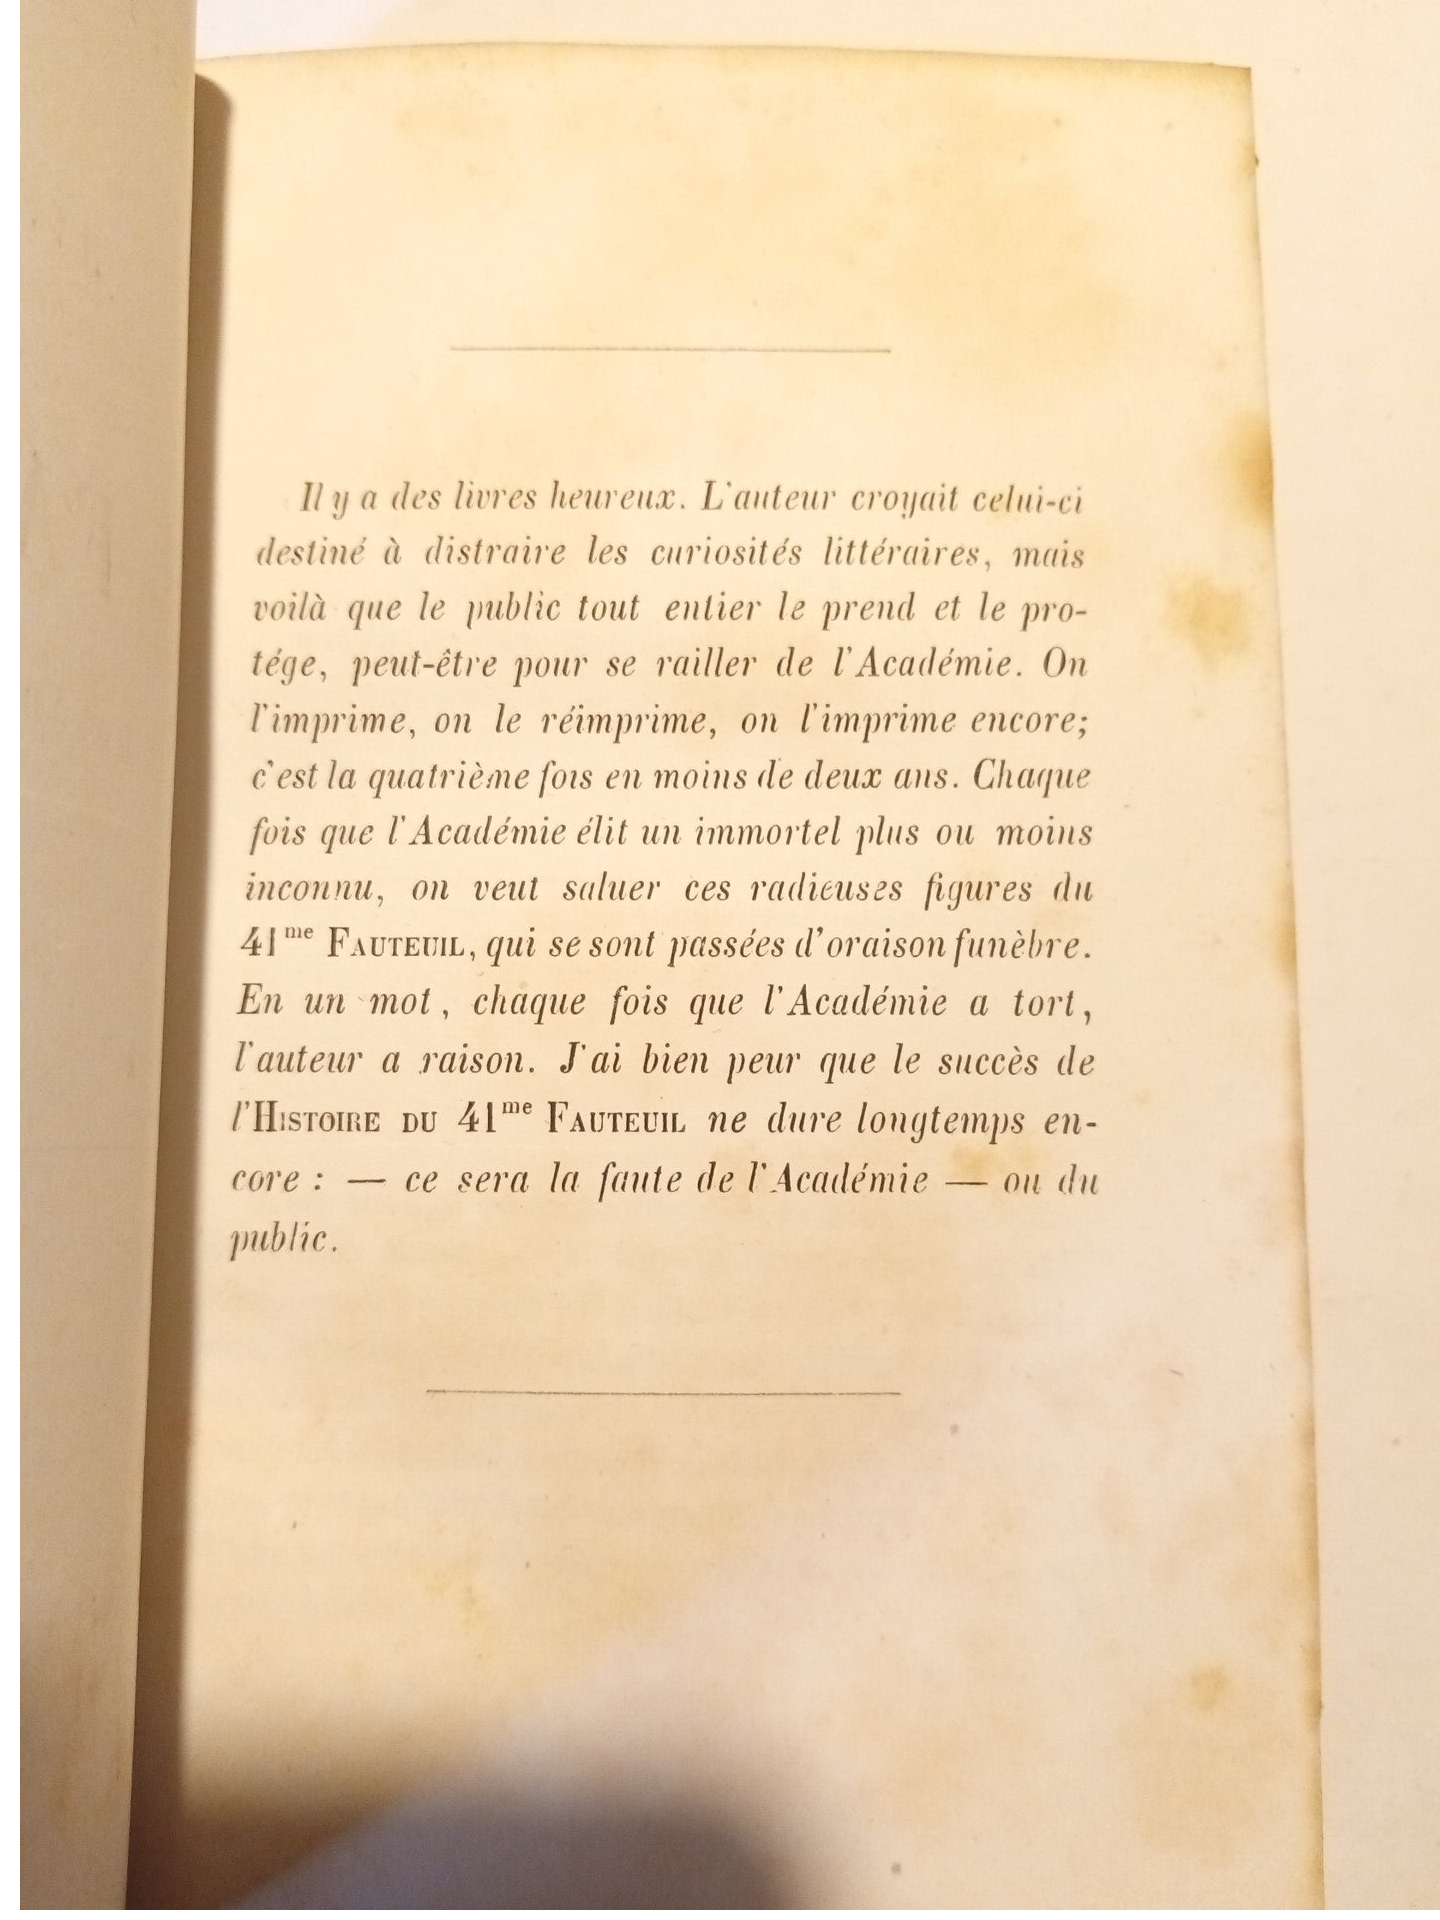 Il y a des livres heureux. L'auteur croyait celui-ci
destiné à distraire les curiosités littéraires, mais
voilà que le public tout entier le prend et le pro-
tége, peut-être pour se railler de l'Académie. On
l'imprime, on le réimprime, on l'imprime encore;
c'est la quatrième fois en moins de deux ans. Chaque
fois que l'Académie élit un immortel plus ou moins
inconnu, on veut saluer ces radieuses figures du
41me FAUTEUIL, qui se sont passées d'oraison funèbre.
En un mot, chaque fois que l'Académie a tort,
l'auteur a raison. J'ai bien peur que le succès de
l'HISTOIRE DU 41me FAUTEUIL ne dure longtemps en-
core : — ce sera la faute de l'Académie — ou du
public.